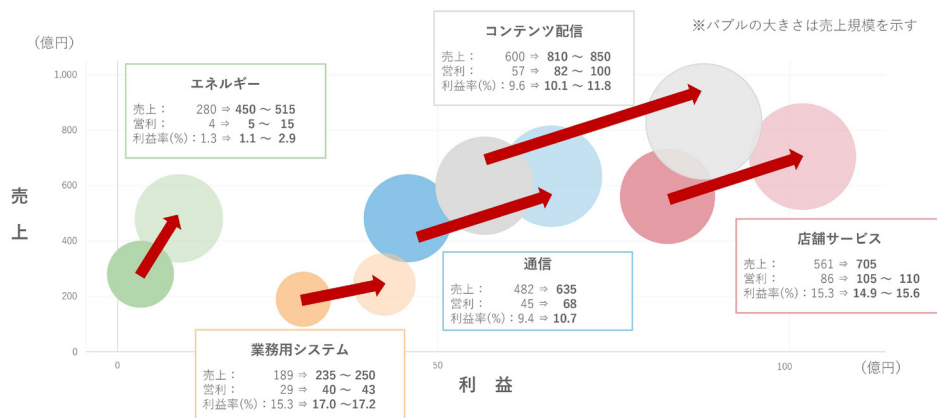 ※バブルの大きさは売上規模を示す
(億円)
1,000
800
600
400
200
0
売
上
エネルギー
売上： 280 ⇒ 450 ～ 515
営利： 4 ⇒ 5 ～ 15
利益率(%)：1.3 ⇒ 1.1 ～ 2.9
コンテンツ配信
売上： 600 ⇒ 810 ～ 850
営利： 57 ⇒ 82 ～ 100
利益率(%)：9.6 ⇒ 10.1 ～ 11.8
店舗サービス
売上： 561 ⇒ 705
営利： 86 ⇒ 105 ～ 110
利益率(%)：15.3 ⇒ 14.9 ～ 15.6
通信
売上： 482 ⇒ 635
営利： 45 ⇒ 68
利益率(%)：9.4 ⇒ 10.7
業務用システム
売上： 189 ⇒ 235 ～ 250
営利： 29 ⇒ 40 ～ 43
利益率(%)：15.3 ⇒ 17.0 ～17.2
0
50
100
利 益
(億円)